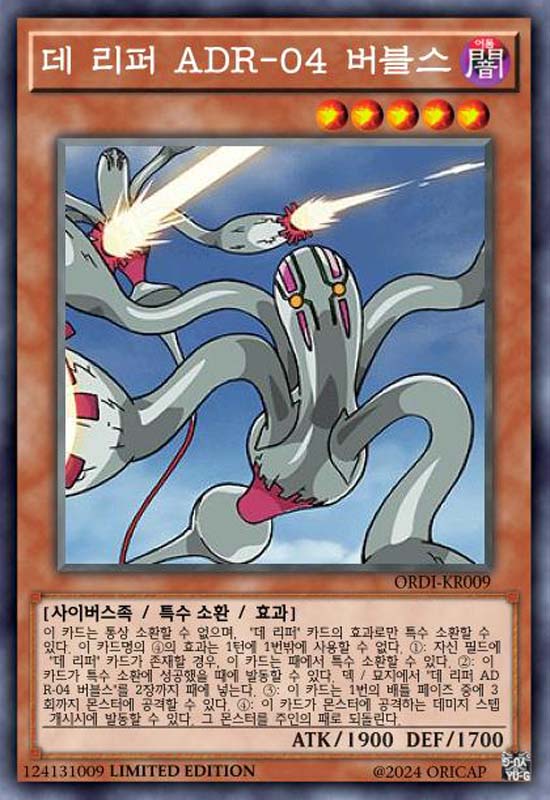 데 리퍼 ADR-04 버블스
어둠
闇
ORDI-KR009
[사이버스족 / 특수 소환 / 효과]
이 카드는 통상 소환할 수 없으며, "데 리퍼" 카드의 효과로만 특수 소환할 수
있다. 이 카드명의 ④의 효과는 1턴에 1번밖에 사용할 수 없다. ①: 자신 필드에
"데 리퍼" 카드가 존재할 경우, 이 카드는 패에서 특수 소환할 수 있다. ②: 이
카드가 특수 소환에 성공했을 때에 발동할 수 있다. 덱 / 묘지에서 "데 리퍼 AD
R-04 버블스"를 2장까지 패에 넣는다. ③: 이 카드는 1번의 배틀 페이즈 중에 3
회까지 몬스터에 공격할 수 있다. ④: 이 카드가 몬스터에 공격하는 데미지 스텝
개시시에 발동할 수 있다. 그 몬스터를 주인의 패로 되돌린다.
ATK/1900 DEF/1700
124131009 LIMITED EDITION
©2024 ORICAP